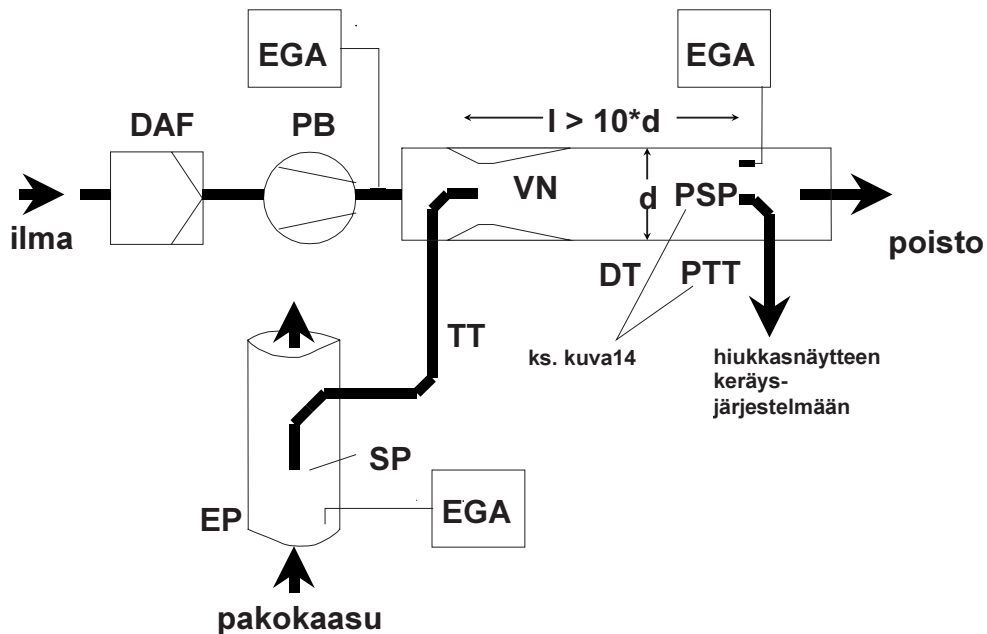 EGA
EGA
l > 10*d
DAF
PB
VN
d
PSP
ilma
poisto
DT
PTT
TT
ks. kuva14
hiukkasnäytteen
keräys-
järjestelmään
SP
EP
EGA
pakokaasu